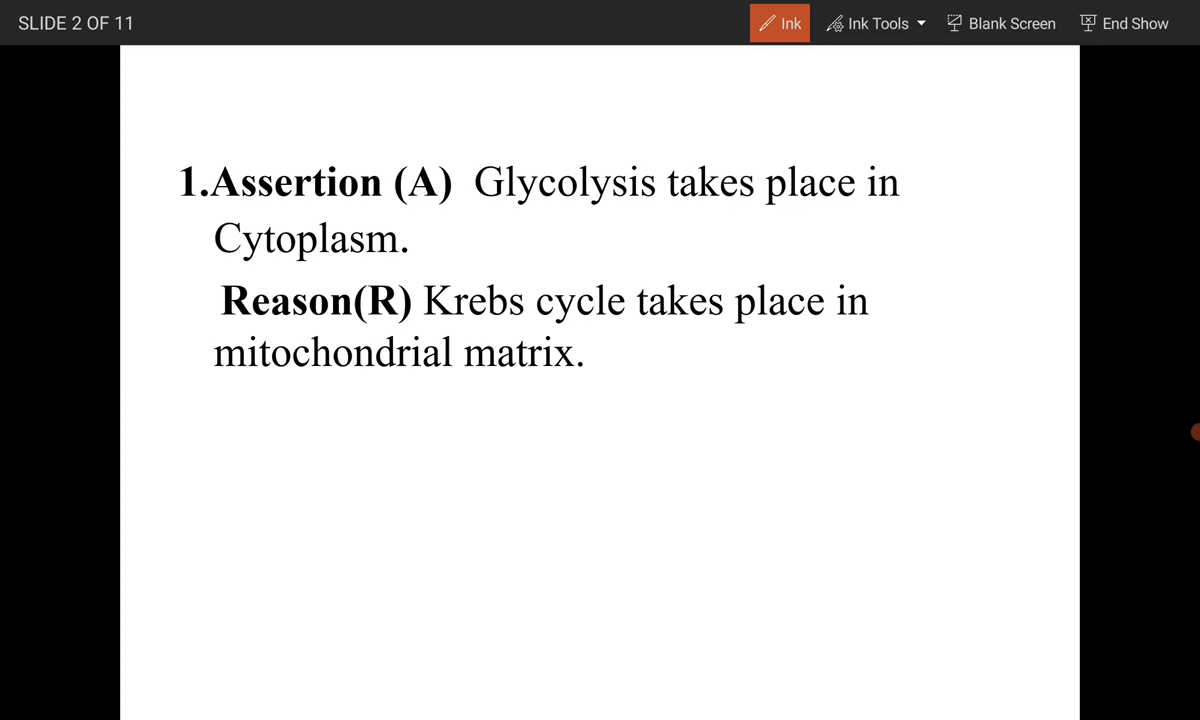 SLIDE 2 OF 11
Ink
Ink Tools
Blank Screen
End Show
1.Assertion (A)  Glycolysis takes place in
Cytoplasm.
Reason(R) Krebs cycle takes place in
mitochondrial matrix.